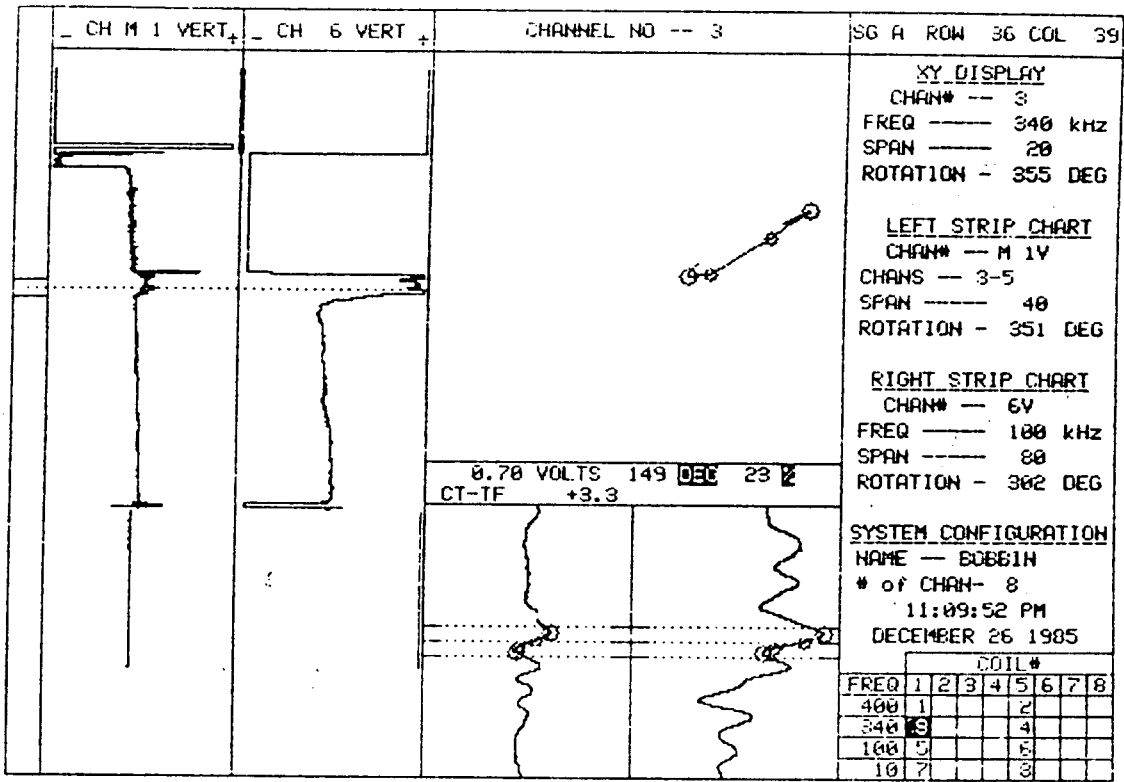 _ CH M 1 VERT +
_ CH 6 VERT +
CHANNEL NO -- 3
SG A ROW 36 COL 39
XY DISPLAY
CHAN# -- 3
FREQ ----- 340 kHz
SPAN ----- 20
ROTATION - 355 DEG
LEFT STRIP CHART
CHAN# -- M 1V
CHANS -- 3-5
SPAN ----- 40
ROTATION - 351 DEG
RIGHT STRIP CHART
CHAN# -- 6V
FREQ ----- 100 kHz
SPAN ----- 80
ROTATION - 302 DEG
0.70 VOLTS 149 DEG 23 %
CT-TF +3.3
SYSTEM CONFIGURATION
NAME -- BOBBIN
# of CHAN- 8
11:09:52 PM
DECEMBER 26 1985
COIL#
FREQ 1 2 3 4 5 6 7 8
400 1 2
340 3 4
100 5 6
10 7 8